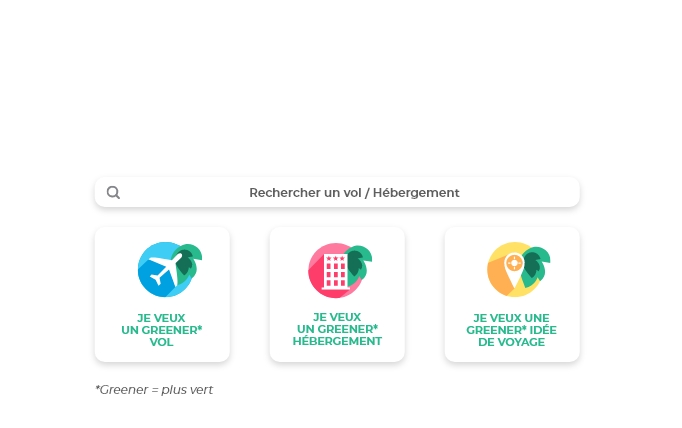 Rechercher un vol / Hébergement
JE VEUX
UN GREENER*
VOL
JE VEUX
UN GREENER*
HÉBERGEMENT
JE VEUX UNE
GREENER* IDÉE
DE VOYAGE
*Greener = plus vert